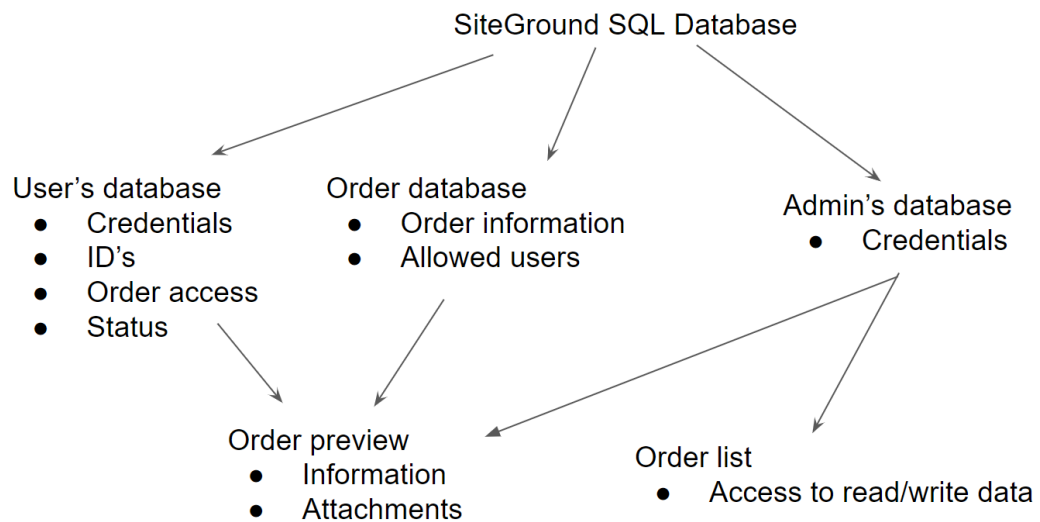 SiteGround SQL Database
User's database
● Credentials
● ID's
● Order access
● Status
Order database
● Order information
● Allowed users
Admin's database
● Credentials
Order preview
● Information
● Attachments
Order list
● Access to read/write data